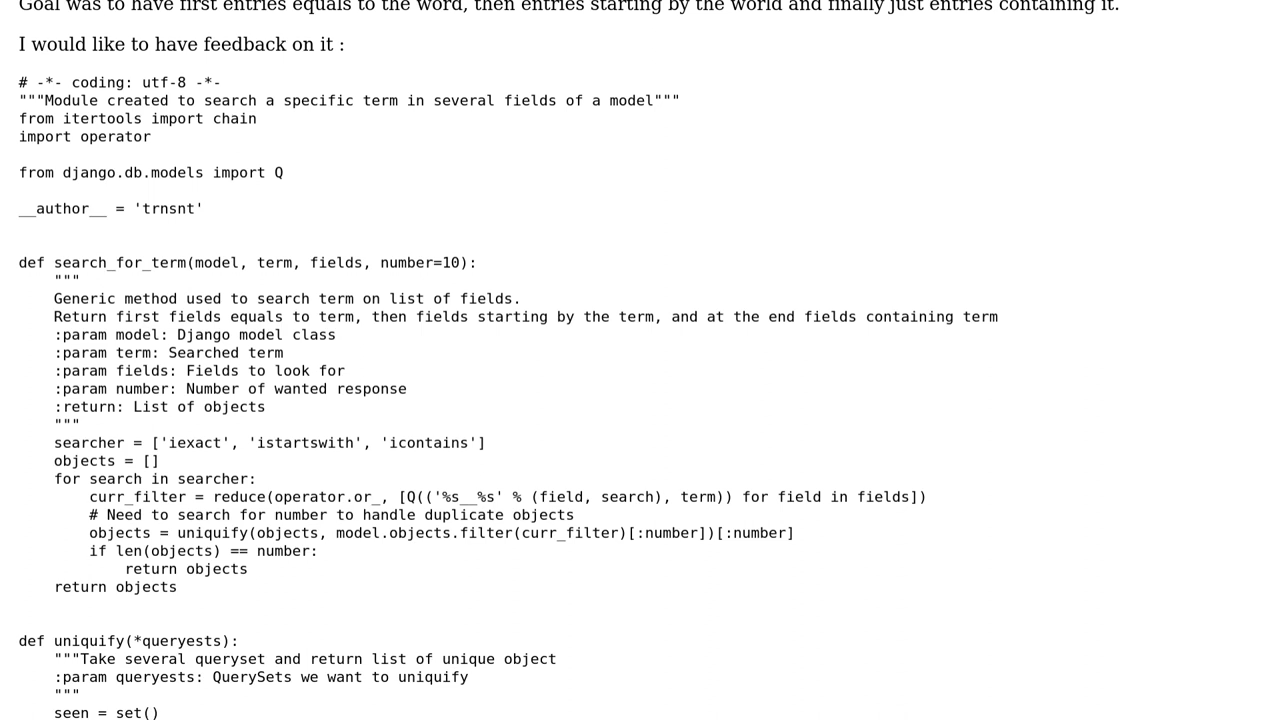 Goal was to have first entries equals to the word, then entries starting by the world and finally just entries containing it.
I would like to have feedback on it :
# -*- coding: utf-8 -*-
"""Module created to search a specific term in several fields of a model"""
from itertools import chain
import operator
from django.db.models import Q
__author__ = 'trnsnt'
def search_for_term(model, term, fields, number=10):
    """
    Generic method used to search term on list of fields.
    Return first fields equals to term, then fields starting by the term, and at the end fields containing term
    :param model: Django model class
    :param term: Searched term
    :param fields: Fields to look for
    :param number: Number of wanted response
    :return: List of objects
    """
    searcher = ['iexact', 'istartswith', 'icontains']
    objects = []
    for search in searcher:
        curr_filter = reduce(operator.or_, [Q(('%s__%s' % (field, search), term)) for field in fields])
        # Need to search for number to handle duplicate objects
        objects = uniquify(objects, model.objects.filter(curr_filter)[:number])[:number]
        if len(objects) == number:
            return objects
    return objects
def uniquify(*queryests):
    """Take several queryset and return list of unique object
    :param queryests: QuerySets we want to uniquify
    """
    seen = set()